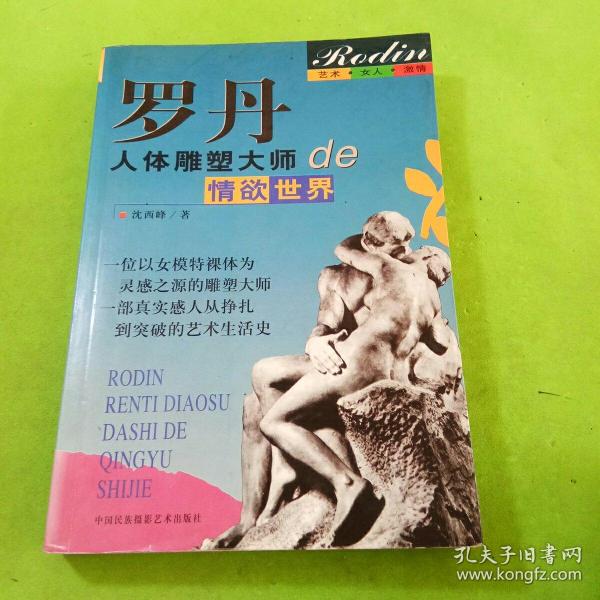 Rodin
艺术·女人·激情
罗丹
人体雕塑大师de
情欲世界
沈西峰/著
一位以女模特裸体为
灵感之源的雕塑大师
一部真实感人从挣扎
到突破的艺术生活史
RODIN
RENTI DIAOSU
DASHI DE
QINGYU
SHIJIE
中国民族摄影艺术出版社
孔夫子旧书网
www.kongfz.com